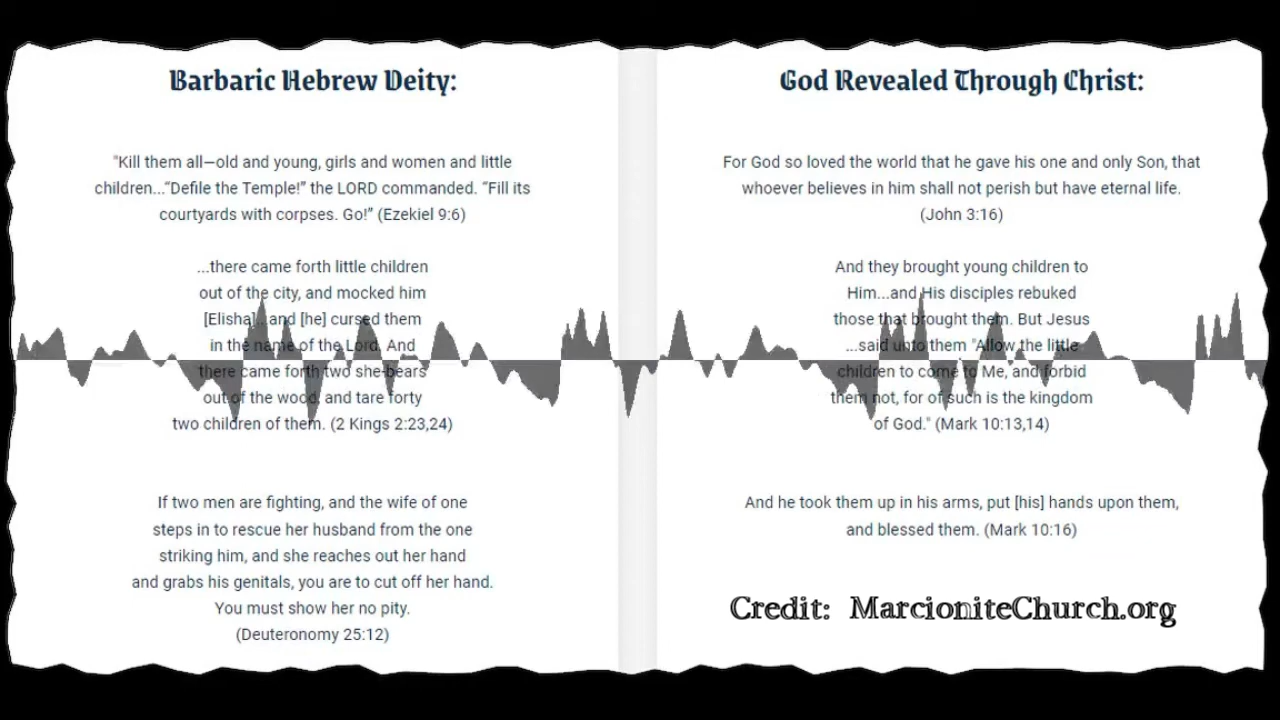 Barbaric Hebrew Deity:
"Kill them all—old and young, girls and women and little
children..."Defile the Temple!" the LORD commanded. "Fill its
courtyards with corpses. Go!" (Ezekiel 9:6)
...there came forth little children
out of the city, and mocked him
[Elisha]...and [he] cursed them
in the name of the Lord. And
there came forth two she-bears
out of the wood, and tare forty
two children of them. (2 Kings 2:23,24)
If two men are fighting, and the wife of one
steps in to rescue her husband from the one
striking him, and she reaches out her hand
and grabs his genitals, you are to cut off her hand.
You must show her no pity.
(Deuteronomy 25:12)
God Revealed Through Christ:
For God so loved the world that he gave his one and only Son, that
whoever believes in him shall not perish but have eternal life.
(John 3:16)
And they brought young children to
Him...and His disciples rebuked
those that brought them. But Jesus
...said unto them "Allow the little
children to come to Me, and forbid
them not, for of such is the kingdom
of God." (Mark 10:13,14)
And he took them up in his arms, put [his] hands upon them,
and blessed them. (Mark 10:16)
Credit: MarcioniteChurch.org